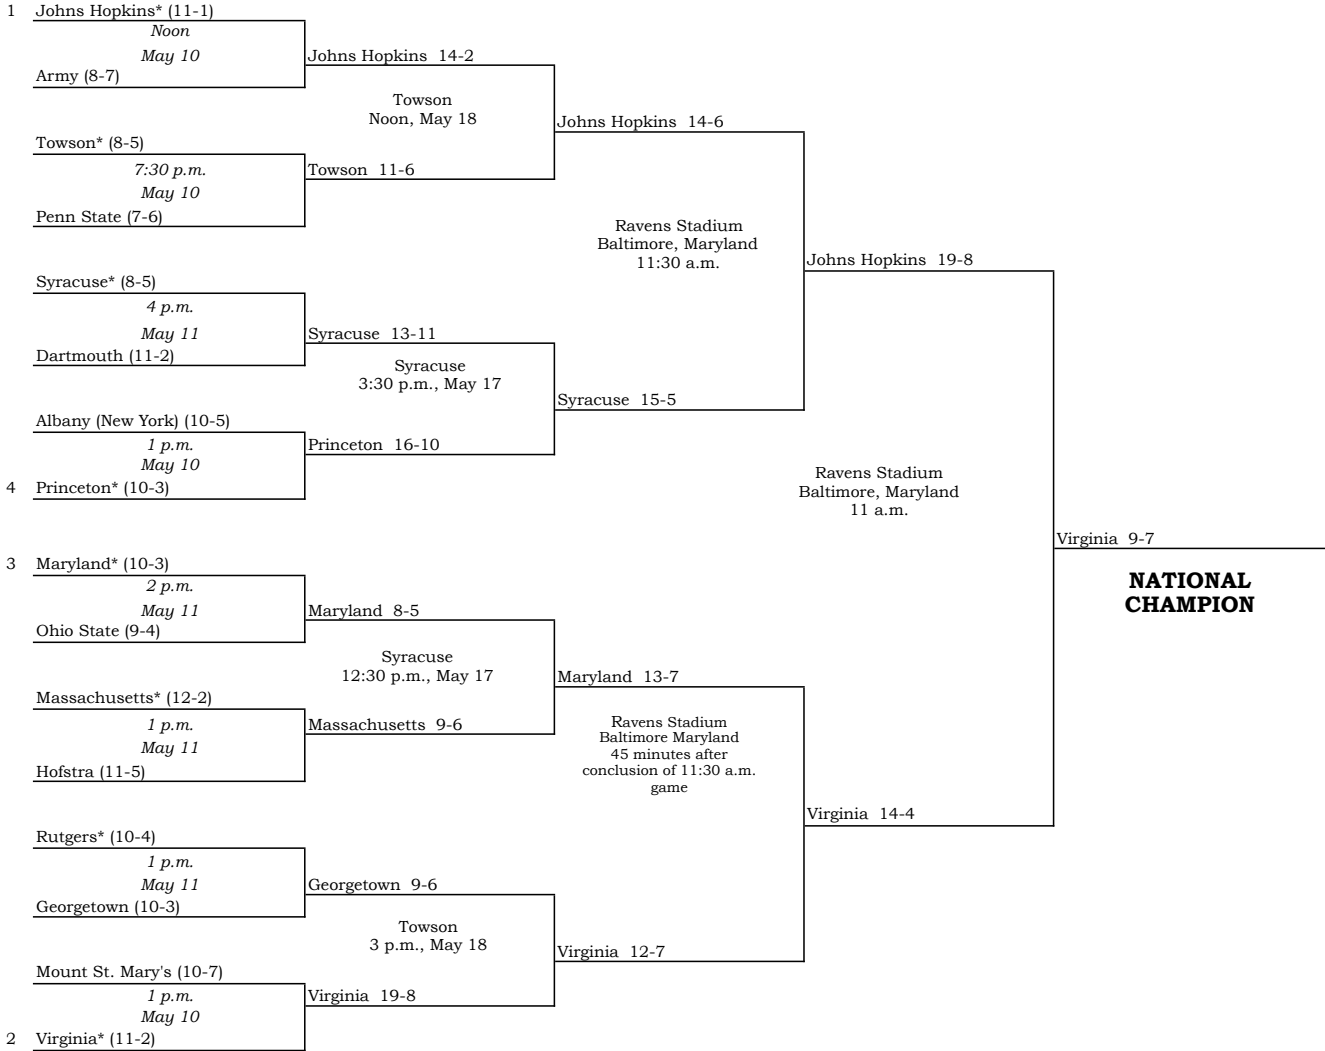 1 Johns Hopkins* (11-1)
Noon
May 10
Army (8-7)
Johns Hopkins 14-2
Towson
Noon, May 18
Towson* (8-5)
7:30 p.m.
May 10
Penn State (7-6)
Towson 11-6
Johns Hopkins 14-6
Ravens Stadium
Baltimore, Maryland
11:30 a.m.
Syracuse* (8-5)
4 p.m.
May 11
Dartmouth (11-2)
Syracuse 13-11
Syracuse
3:30 p.m., May 17
Albany (New York) (10-5)
1 p.m.
May 10
4 Princeton* (10-3)
Princeton 16-10
Syracuse 15-5
Johns Hopkins 19-8
Ravens Stadium
Baltimore, Maryland
11 a.m.
Virginia 9-7
NATIONAL
CHAMPION
3 Maryland* (10-3)
2 p.m.
May 11
Ohio State (9-4)
Maryland 8-5
Syracuse
12:30 p.m., May 17
Massachusetts* (12-2)
1 p.m.
May 11
Hofstra (11-5)
Massachusetts 9-6
Maryland 13-7
Ravens Stadium
Baltimore Maryland
45 minutes after
conclusion of 11:30 a.m.
game
Virginia 14-4
Rutgers* (10-4)
1 p.m.
May 11
Georgetown (10-3)
Georgetown 9-6
Towson
3 p.m., May 18
Mount St. Mary's (10-7)
1 p.m.
May 10
2 Virginia* (11-2)
Virginia 19-8
Virginia 12-7